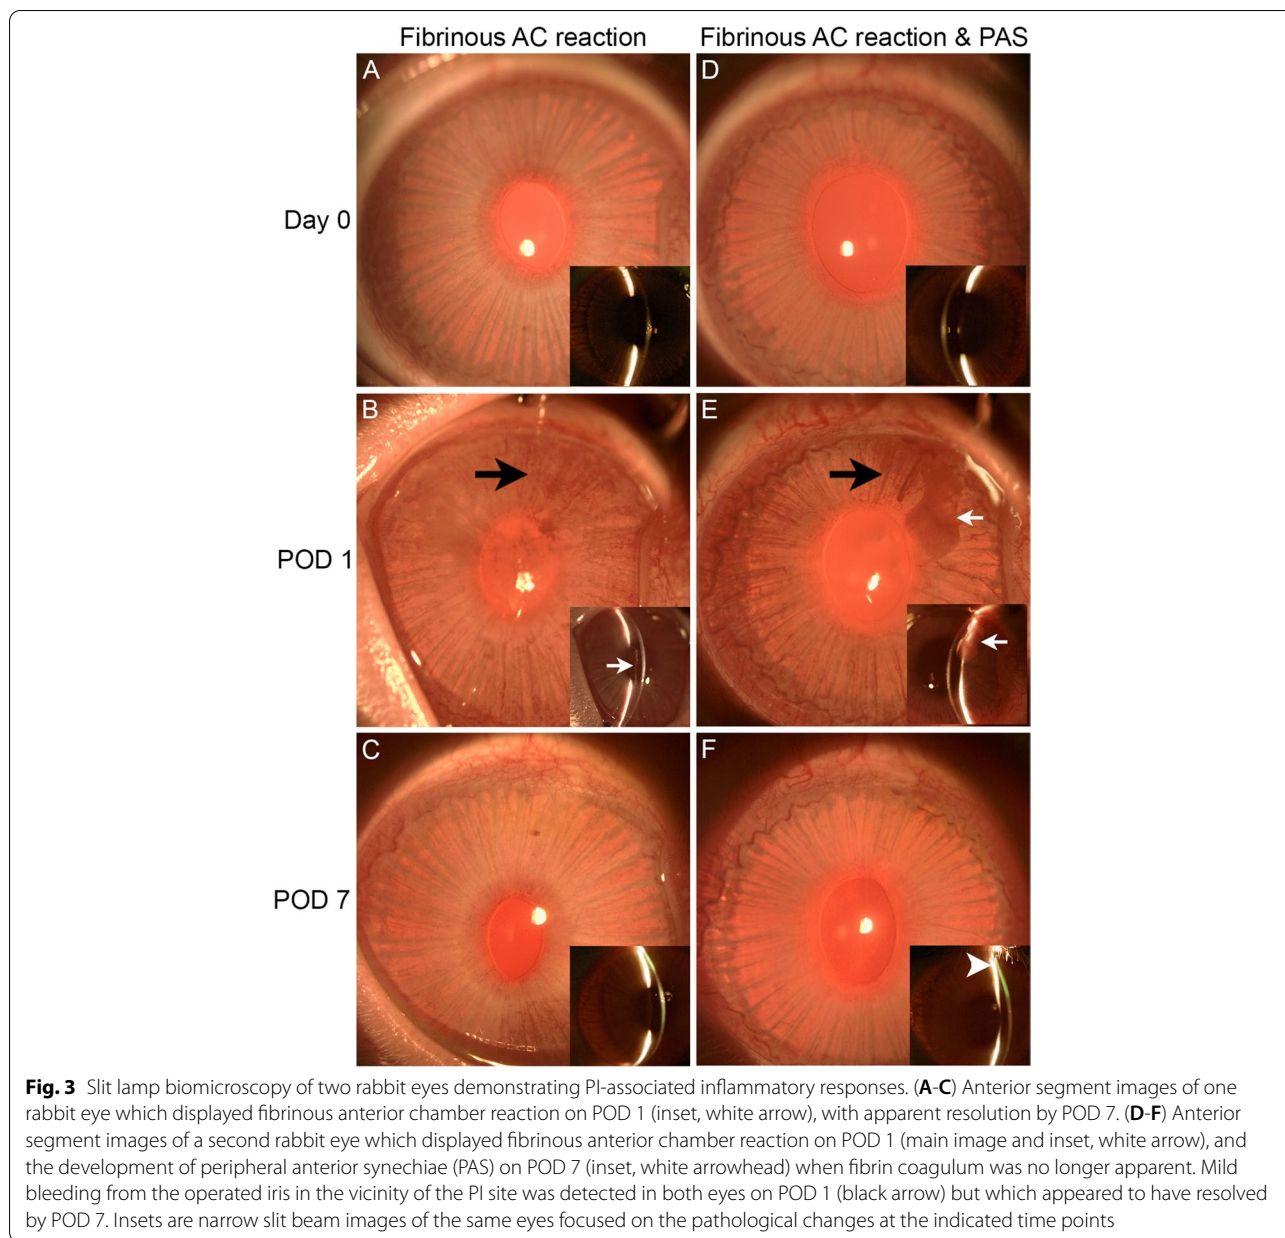 Fibrinous AC reaction
Fibrinous AC reaction & PAS
A
D
Day 0
B
E
POD 1
C
F
POD 7
Fig. 3 Slit lamp biomicroscopy of two rabbit eyes demonstrating PI-associated inflammatory responses. (A-C) Anterior segment images of one
rabbit eye which displayed fibrinous anterior chamber reaction on POD 1 (inset, white arrow), with apparent resolution by POD 7. (D-F) Anterior
segment images of a second rabbit eye which displayed fibrinous anterior chamber reaction on POD 1 (main image and inset, white arrow), and
the development of peripheral anterior synechiae (PAS) on POD 7 (inset, white arrowhead) when fibrin coagulum was no longer apparent. Mild
bleeding from the operated iris in the vicinity of the PI site was detected in both eyes on POD 1 (black arrow) but which appeared to have resolved
by POD 7. Insets are narrow slit beam images of the same eyes focused on the pathological changes at the indicated time points